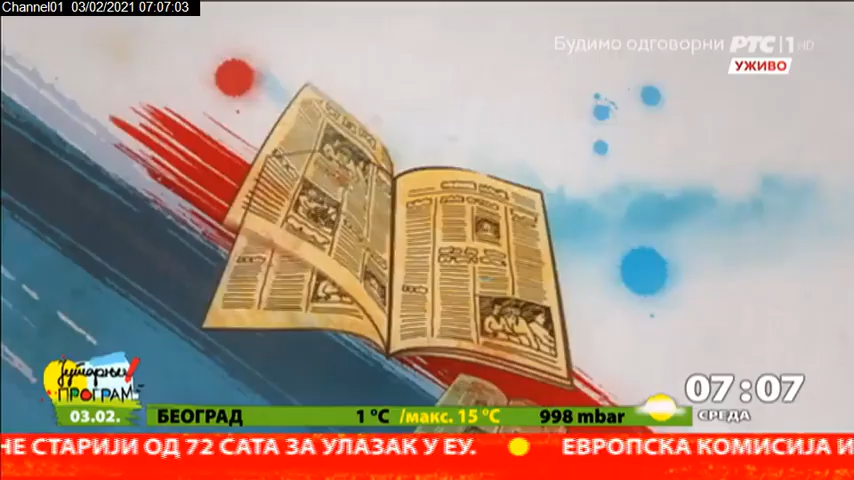 Channel01 03/02/2021 07:07:03
Будимо одговорни РТС|1 HD
УЖИВО
Јутарњи
ПРОГРАМ
03.02.
БЕОГРАД 1 °C /макс. 15 °C 998 mbar
07:07
СРЕДА
НЕ СТАРИЈИ ОД 72 САТА ЗА УЛАЗАК У ЕУ. ЕВРОПСКА КОМИСИЈА И